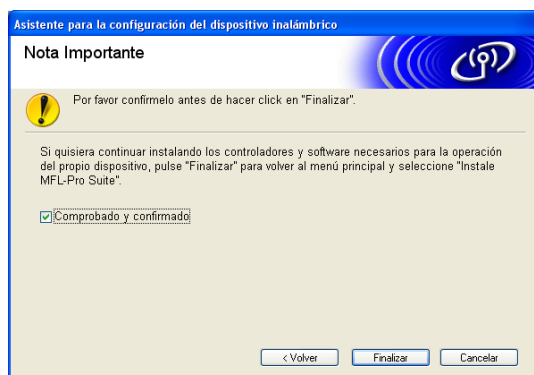 Asistente para la configuración del dispositivo inalámbrico
Nota Importante
Por favor confírmelo antes de hacer click en "Finalizar".
Si quisiera continuar instalando los controladores y software necesarios para la operación
del propio dispositivo, pulse "Finalizar" para volver al menú principal y seleccione "Instale
MFL-Pro Suite".
Comprobado y confirmado
< Volver
Finalizar
Cancelar